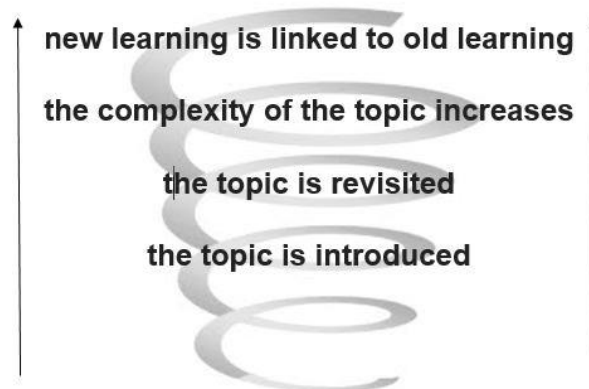 new learning is linked to old learning
the complexity of the topic increases
the topic is revisited
the topic is introduced